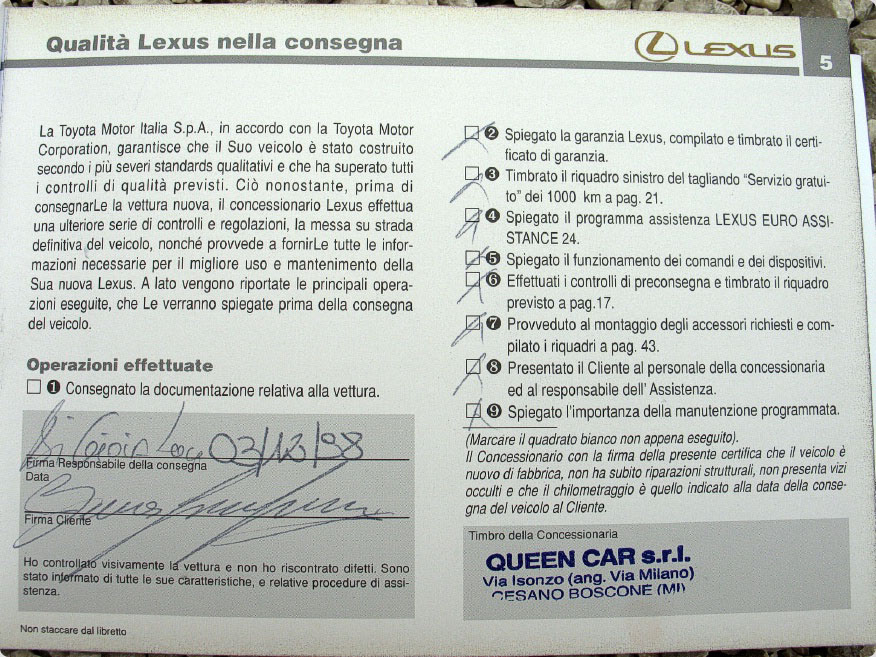 Qualità Lexus nella consegna
LEXUS
5
La Toyota Motor Italia S.p.A., in accordo con la Toyota Motor
Corporation, garantisce che il Suo veicolo è stato costruito
secondo i più severi standards qualitativi e che ha superato tutti
i controlli di qualità previsti. Ciò nonostante, prima di
consegnarLe la vettura nuova, il concessionario Lexus effettua
una ulteriore serie di controlli e regolazioni, la messa su strada
definitiva del veicolo, nonché provvede a fornirLe tutte le infor-
mazioni necessarie per il migliore uso e mantenimento della
Sua nuova Lexus. A lato vengono riportate le principali opera-
zioni eseguite, che Le verranno spiegate prima della consegna
del veicolo.
Operazioni effettuate
1 Consegnato la documentazione relativa alla vettura.
03/12/98
Firma Responsabile della consegna
Data
Firma Cliente
Ho controllato visivamente la vettura e non ho riscontrato difetti. Sono
stato informato di tutte le sue caratteristiche, e relative procedure di assi-
stenza.
Non staccare dal libretto
2 Spiegato la garanzia Lexus, compilato e timbrato il certi-
ficato di garanzia.
3 Timbrato il riquadro sinistro del tagliando “Servizio gratui-
to” dei 1000 km a pag. 21.
4 Spiegato il programma assistenza LEXUS EURO ASSI-
STANCE 24.
5 Spiegato il funzionamento dei comandi e dei dispositivi.
6 Effettuati i controlli di preconsegna e timbrato il riquadro
previsto a pag.17.
7 Provveduto al montaggio degli accessori richiesti e com-
pilato i riquadri a pag. 43.
8 Presentato il Cliente al personale della concessionaria
ed al responsabile dell' Assistenza.
9 Spiegato l'importanza della manutenzione programmata.
(Marcare il quadrato bianco non appena eseguito).
Il Concessionario con la firma della presente certifica che il veicolo è
nuovo di fabbrica, non ha subito riparazioni strutturali, non presenta vizi
occulti e che il chilometraggio è quello indicato alla data della conse-
gna del veicolo al Cliente.
Timbro della Concessionaria
QUEEN CAR s.r.l.
Via Isonzo (ang. Via Milano)
CESANO BOSCONE (MI)